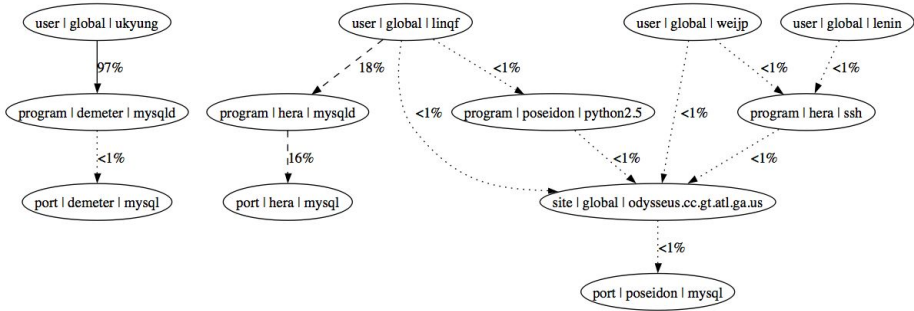 user | global | ukyung
user | global | linqf
user | global | weijp
user | global | lenin
97%
18%
<1%
<1%
<1%
program | demeter | mysqld
program | hera | mysqld
<1%
program | poseidon | python2.5
<1%
program | hera | ssh
<1%
16%
<1%
<1%
port | demeter | mysql
port | hera | mysql
site | global | odysseus.cc.gt.atl.ga.us
<1%
port | poseidon | mysql